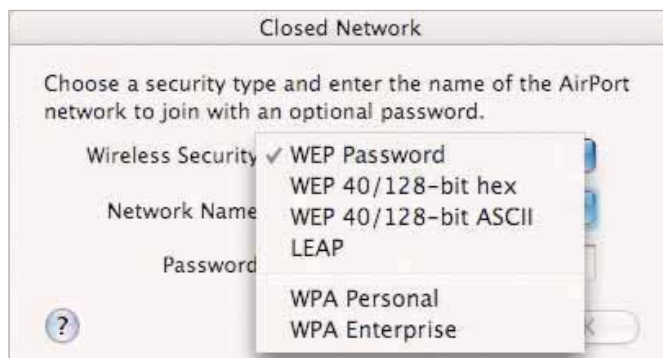 Closed Network
Choose a security type and enter the name of the AirPort
network to join with an optional password.
Wireless Security ✓ WEP Password
WEP 40/128-bit hex
Network Name WEP 40/128-bit ASCII
LEAP
Password
WPA Personal
? WPA Enterprise K